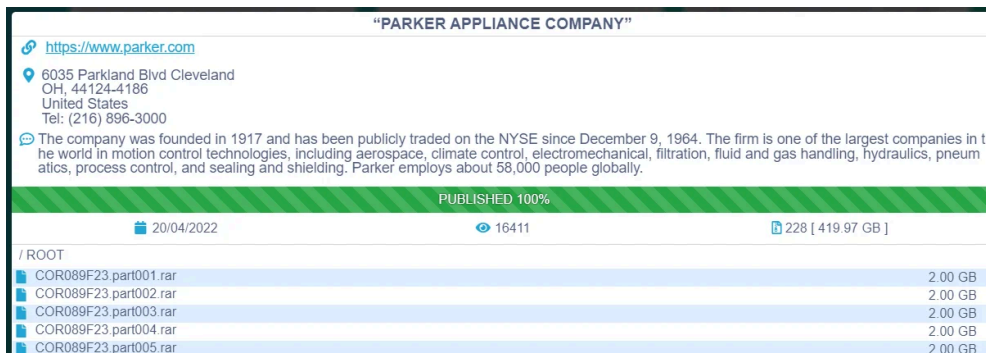 “PARKER APPLIANCE COMPANY”
https://www.parker.com
6035 Parkland Blvd Cleveland
OH, 44124-4186
United States
Tel: (216) 896-3000
The company was founded in 1917 and has been publicly traded on the NYSE since December 9, 1964. The firm is one of the largest companies in t
he world in motion control technologies, including aerospace, climate control, electromechanical, filtration, fluid and gas handling, hydraulics, pneum
atics, process control, and sealing and shielding. Parker employs about 58,000 people globally.
PUBLISHED 100%
20/04/2022 16411 228 [ 419.97 GB ]
/ ROOT
COR089F23.part001.rar 2.00 GB
COR089F23.part002.rar 2.00 GB
COR089F23.part003.rar 2.00 GB
COR089F23.part004.rar 2.00 GB
COR089F23.part005.rar 2.00 GB